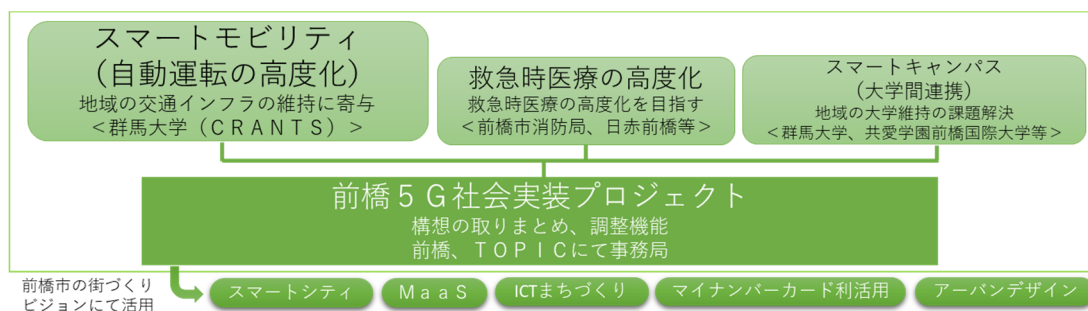 スマートモビリティ
（自動運転の高度化）
地域の交通インフラの維持に寄与
＜群馬大学（ＣＲＡＮＴＳ）＞
救急時医療の高度化
救急時医療の高度化を目指す
＜前橋市消防局、日赤前橋等＞
スマートキャンパス
（大学間連携）
地域の大学維持の課題解決
＜群馬大学、共愛学園前橋国際大学等＞
前橋５Ｇ社会実装プロジェクト
構想の取りまとめ、調整機能
前橋、ＴＯＰＩＣにて事務局
前橋市の街づくり
ビジョンにて活用
スマートシティ
ＭａａＳ
ICTまちづくり
マイナンバーカード利活用
アーバンデザイン